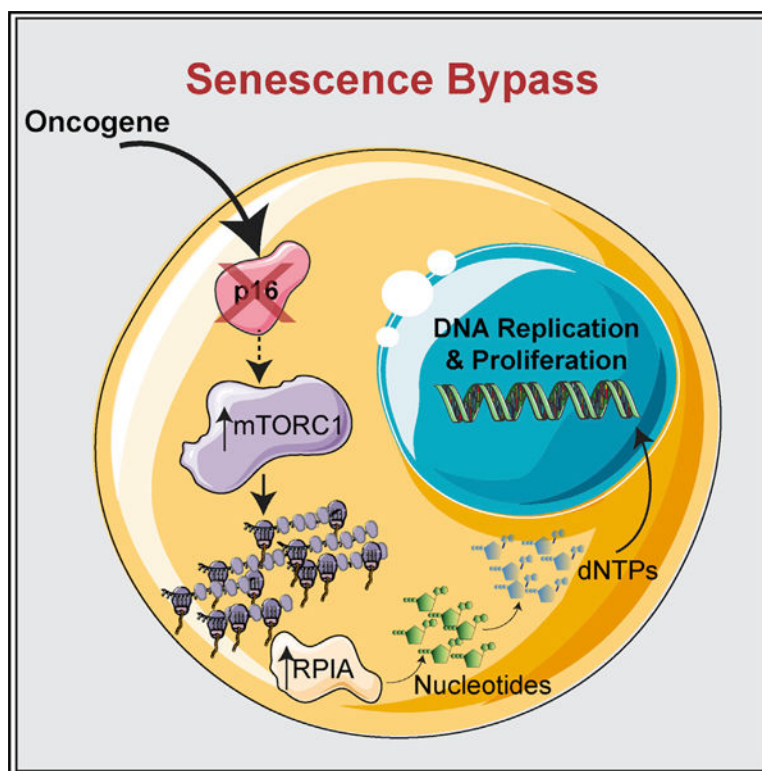 Senescence Bypass
Oncogene
p16
↑mTORC1
DNA Replication
& Proliferation
dNTPs
↑RPIA
Nucleotides